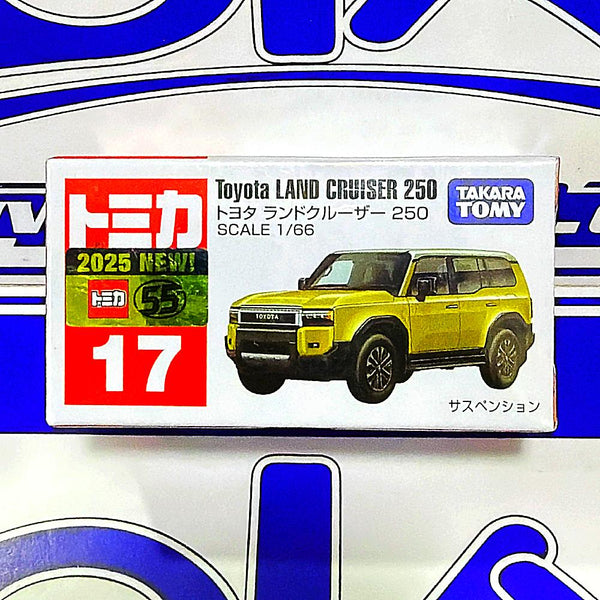 トミカ
2025 NEW!
トミカ 55
17
Toyota LAND CRUISER 250
トヨタ ランドクルーザー 250
SCALE 1/66
TAKARA
TOMY
TOYOTA
サスペンション